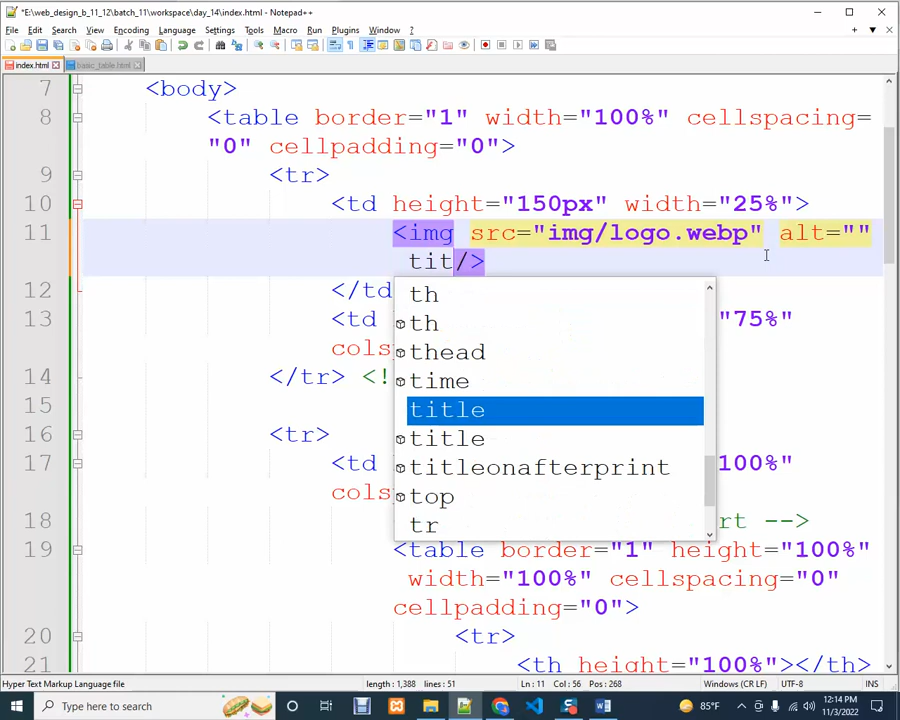 *E:\web_design_b_11_12\batch_11\workspace\day_14\index.html - Notepad++
File Edit Search View Encoding Language Settings Tools Macro Run Plugins Window ?
index.html basic_table.html
7 <body>
8 <table border="1" width="100%" cellspacing=
"0" cellpadding="0">
9 <tr>
10 <td height="150px" width="25%">
11 <img src="img/logo.webp" alt=""
tit/>
12 </td
13 <td "75%"
cols
14 </tr> <!
15
16 <tr>
17 <td 100%"
cols
18 rt -->
19 <table border="1" height="100%"
width="100%" cellspacing="0"
cellpadding="0">
20 <tr>
21 <th height="100%"></th>
th
th
thead
time
title
title
titleonafterprint
top
tr
Hyper Text Markup Language file length : 1,388 lines : 51 Ln : 11 Col : 56 Pos : 268 Windows (CR LF) UTF-8 INS
Type here to search 85°F 12:14 PM
11/3/2022